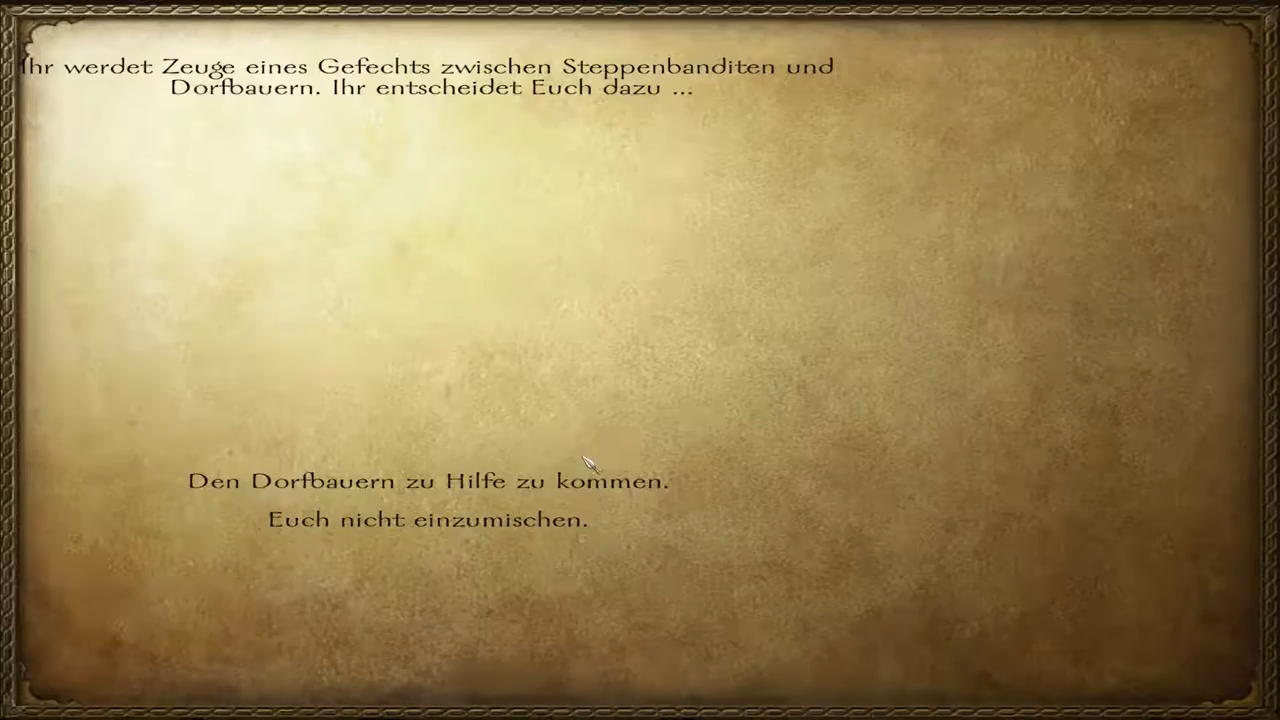 Ihr werdet Zeuge eines Gefechts zwischen Steppenbanditen und
Dorfbauern. Ihr entscheidet Euch dazu ...
Den Dorfbauern zu Hilfe zu kommen.
Euch nicht einzumischen.